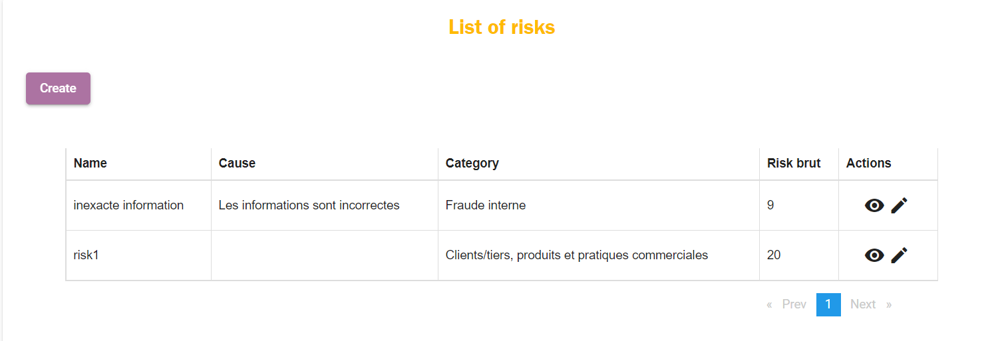 List of risks
Create
Name Cause Category Risk brut Actions
inexacte information Les informations sont incorrectes Fraude interne 9
risk1 Clients/tiers, produits et pratiques commerciales 20
« Prev 1 Next »